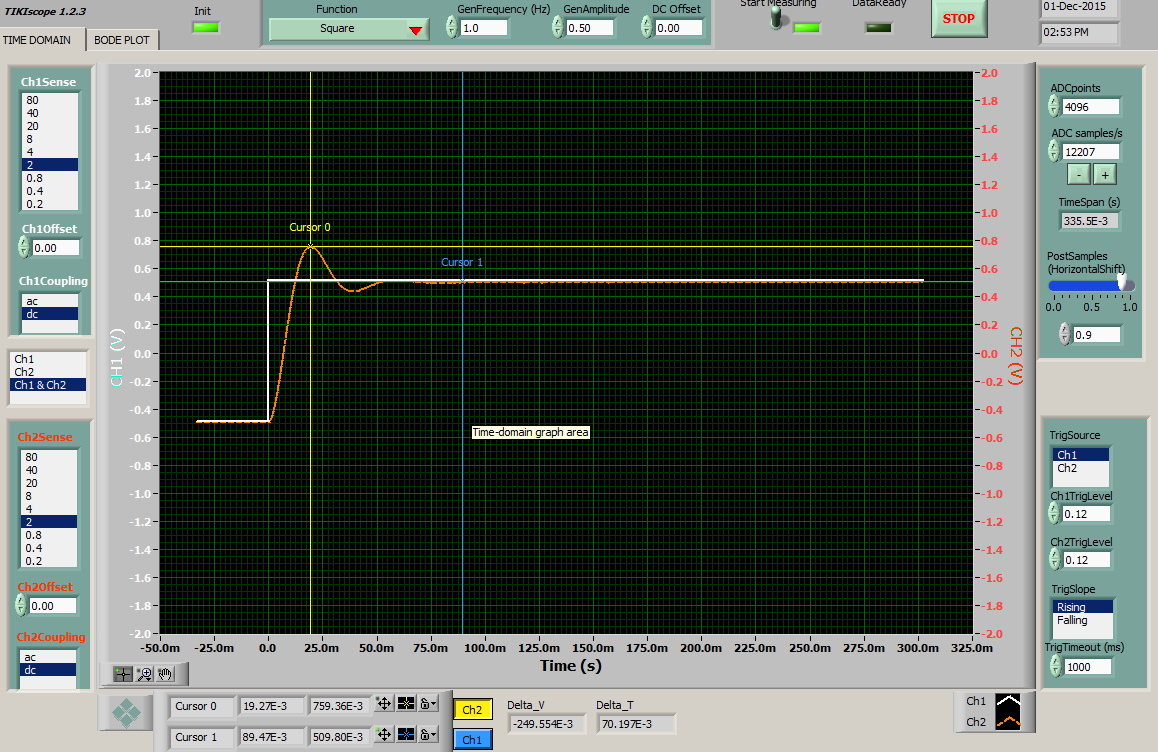 TIKIscope 1.2.3
Init
Function
GenFrequency (Hz)
GenAmplitude
DC Offset
Start Measuring
DataReady
01-Dec-2015
Square
1.0
0.50
0.00
STOP
02:53 PM
TIME DOMAIN
BODE PLOT
Ch1Sense
80
40
20
8
4
2
0.8
0.4
0.2
Ch1Offset
0.00
Ch1Coupling
ac
dc
Ch1
Ch2
Ch1 & Ch2
Ch2Sense
80
40
20
8
4
2
0.8
0.4
0.2
Ch2Offset
0.00
Ch2Coupling
ac
dc
CH1 (V)
2.0
1.8
1.6
1.4
1.2
1.0
0.8
0.6
0.4
0.2
0.0
-0.2
-0.4
-0.6
-0.8
-1.0
-1.2
-1.4
-1.6
-1.8
-2.0
Cursor 0
Cursor 1
Time-domain graph area
2.0
1.8
1.6
1.4
1.2
1.0
0.8
0.6
0.4
0.2
0.0
-0.2
-0.4
-0.6
-0.8
-1.0
-1.2
-1.4
-1.6
-1.8
-2.0
CH2 (V)
-50.0m -25.0m 0.0 25.0m 50.0m 75.0m 100.0m 125.0m 150.0m 175.0m 200.0m 225.0m 250.0m 275.0m 300.0m 325.0m
Time (s)
ADCpoints
4096
ADC samples/s
12207
- +
TimeSpan (s)
335.5E-3
PostSamples
(HorizontalShift)
0.0 0.5 1.0
0.9
TrigSource
Ch1
Ch2
Ch1TrigLevel
0.12
Ch2TrigLevel
0.12
TrigSlope
Rising
Falling
TrigTimeout (ms)
1000
Cursor 0 19.27E-3 759.36E-3
Cursor 1 89.47E-3 509.80E-3
Ch2
Ch1
Delta_V
-249.554E-3
Delta_T
70.197E-3
Ch1
Ch2